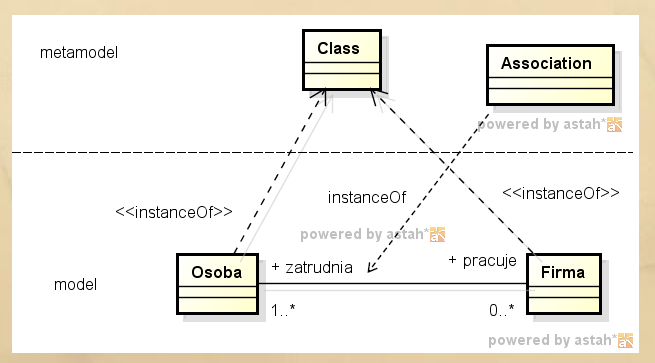 metamodel
Class
Association
powered by astah*
<<instanceOf>>
instanceOf
<<instanceOf>>
powered by astah*
model
Osoba
+ zatrudnia
+ pracuje
Firma
1..*
0..*
powered by astah*